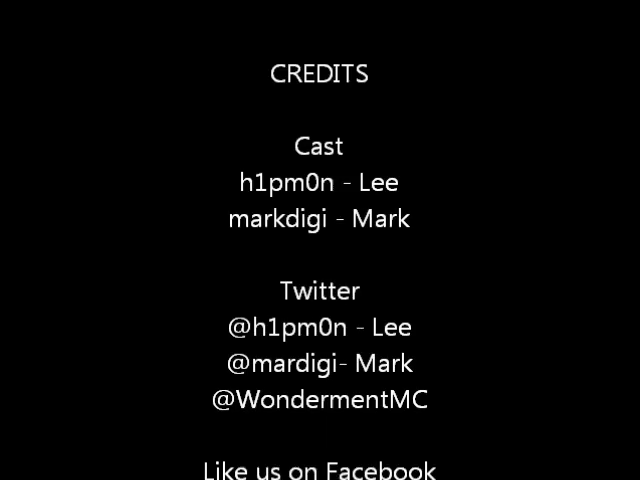 CREDITS
Cast
h1pm0n - Lee
markdigi - Mark
Twitter
@h1pm0n - Lee
@mardigi- Mark
@WondermentMC
Like us on Facebook